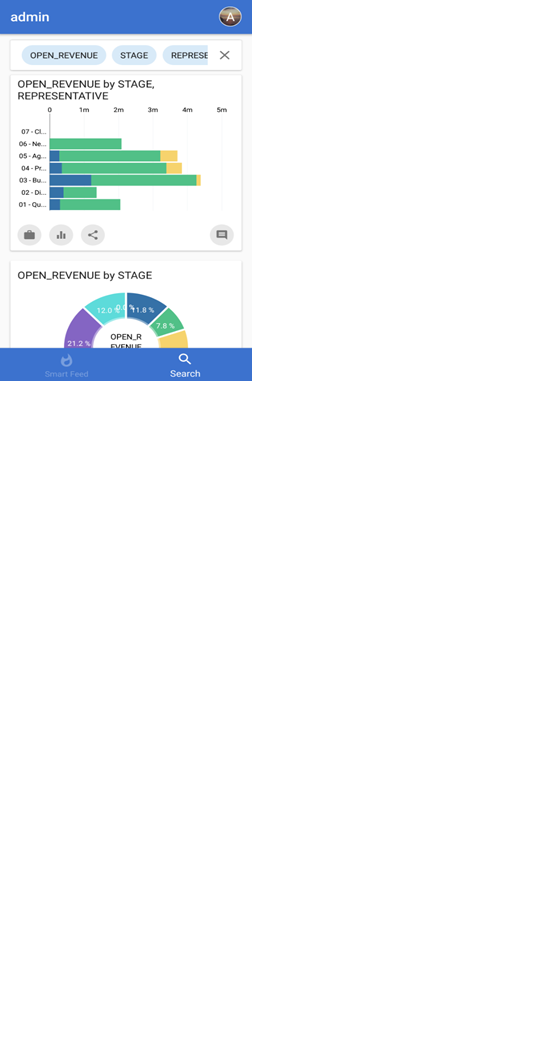 admin
A
OPEN_REVENUE STAGE REPRESE
OPEN_REVENUE by STAGE,
REPRESENTATIVE
0 1m 2m 3m 4m 5m
07 - Cl...
06 - Ne...
05 - Ag...
04 - Pr...
03 - Bu...
02 - Di...
01 - Qu...
OPEN_REVENUE by STAGE
12.0 % 0.0 % 11.8 %
7.8 %
21.2 %
OPEN_R
EVENUE
Smart Feed Search